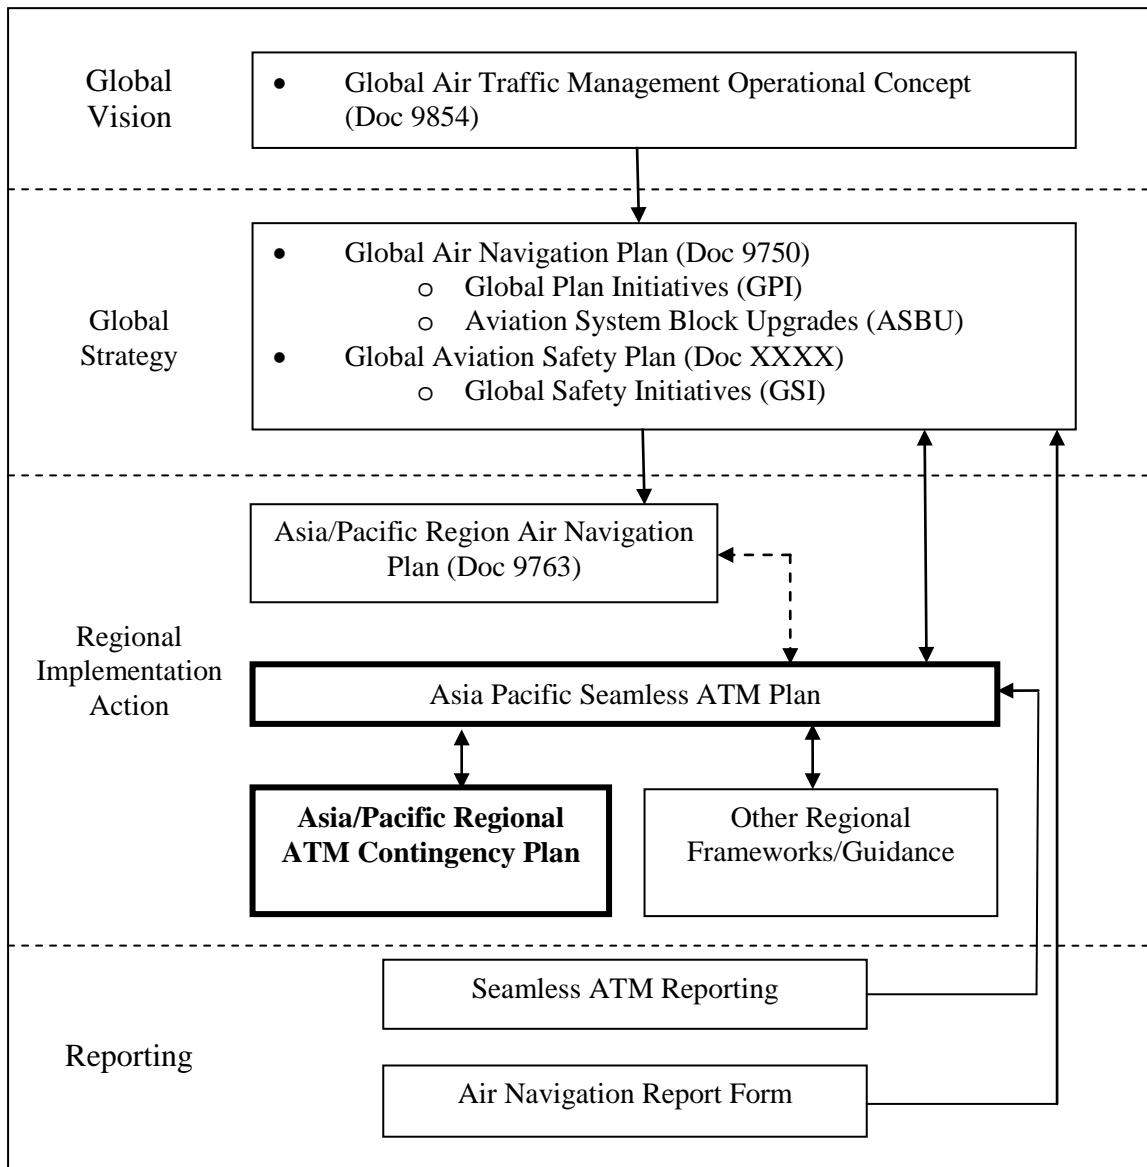 Global
Vision
• Global Air Traffic Management Operational Concept
(Doc 9854)
Global
Strategy
• Global Air Navigation Plan (Doc 9750)
o Global Plan Initiatives (GPI)
o Aviation System Block Upgrades (ASBU)
• Global Aviation Safety Plan (Doc XXXX)
o Global Safety Initiatives (GSI)
Regional
Implementation
Action
Asia/Pacific Region Air Navigation
Plan (Doc 9763)
Asia Pacific Seamless ATM Plan
Asia/Pacific Regional
ATM Contingency Plan
Other Regional
Frameworks/Guidance
Reporting
Seamless ATM Reporting
Air Navigation Report Form